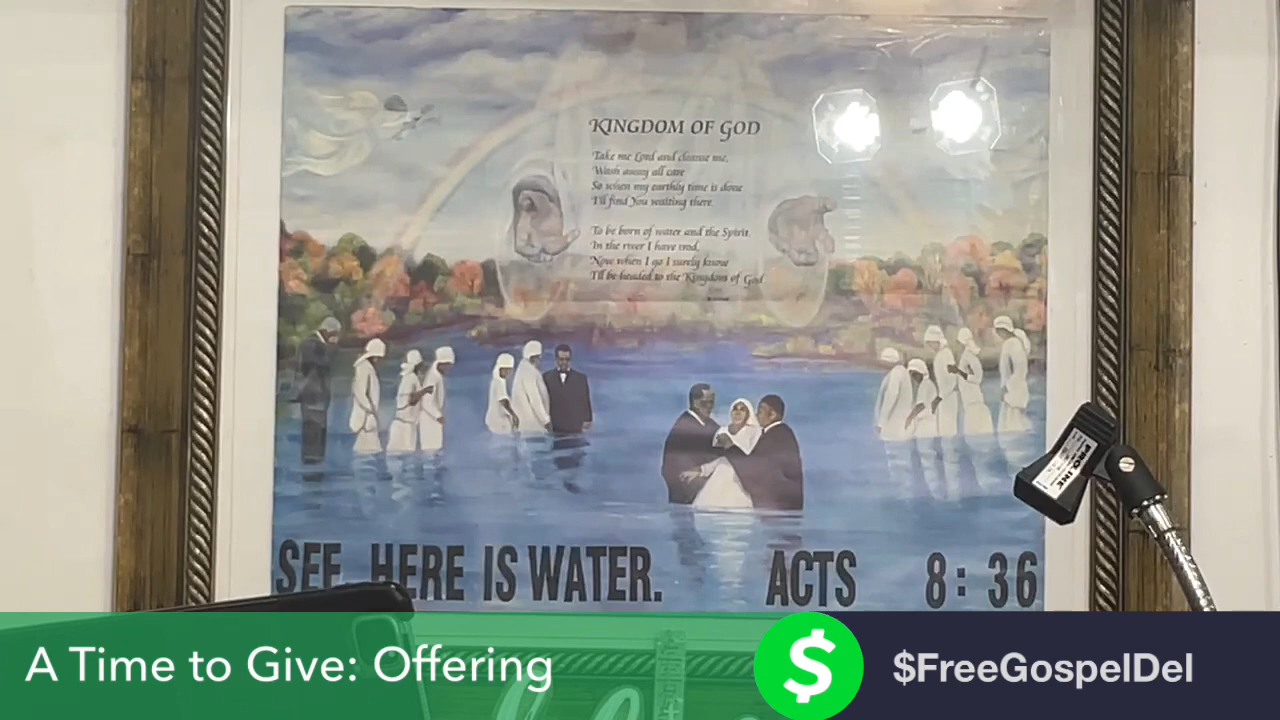 KINGDOM OF GOD
Take me Lord and cleanse me,
Wash away all care
So when my earthly time is done
I'll find You waiting there.
To be born of water and the Spirit,
In the river I have trod,
Now when I go I surely know
I'll be headed to the Kingdom of God
PROLINE
SEE, HERE IS WATER. ACTS 8:36
A Time to Give: Offering
$
$FreeGospelDel